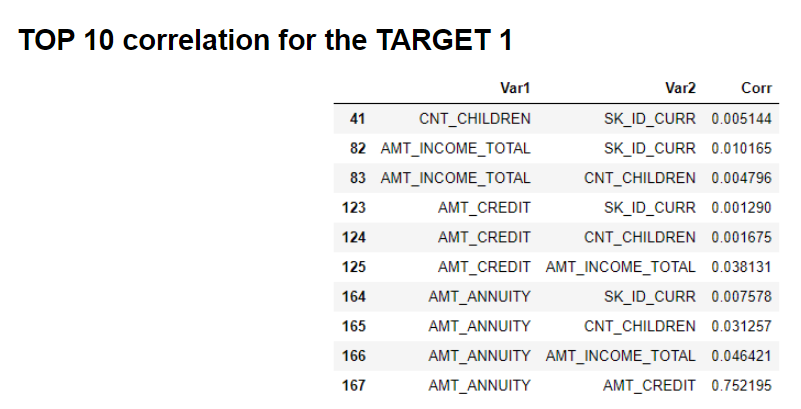 TOP 10 correlation for the TARGET 1
Var1 Var2 Corr
41 CNT_CHILDREN SK_ID_CURR 0.005144
82 AMT_INCOME_TOTAL SK_ID_CURR 0.010165
83 AMT_INCOME_TOTAL CNT_CHILDREN 0.004796
123 AMT_CREDIT SK_ID_CURR 0.001290
124 AMT_CREDIT CNT_CHILDREN 0.001675
125 AMT_CREDIT AMT_INCOME_TOTAL 0.038131
164 AMT_ANNUITY SK_ID_CURR 0.007578
165 AMT_ANNUITY CNT_CHILDREN 0.031257
166 AMT_ANNUITY AMT_INCOME_TOTAL 0.046421
167 AMT_ANNUITY AMT_CREDIT 0.752195